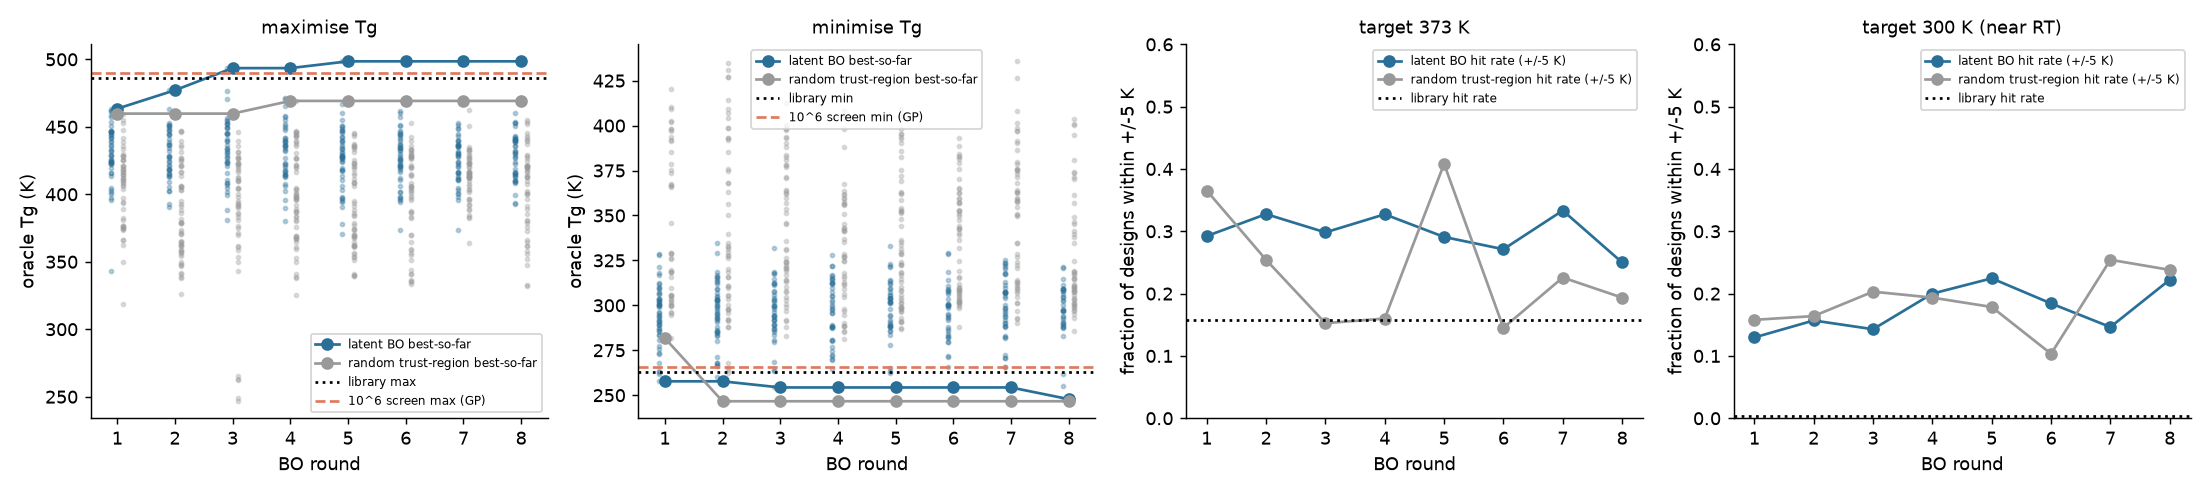 maximise Tg
oracle Tg (K)
500
450
400
350
300
250
latent BO best-so-far
random trust-region best-so-far
library max
10^6 screen max (GP)
1 2 3 4 5 6 7 8
BO round
minimise Tg
oracle Tg (K)
425
400
375
350
325
300
275
250
latent BO best-so-far
random trust-region best-so-far
library min
10^6 screen min (GP)
1 2 3 4 5 6 7 8
BO round
target 373 K
fraction of designs within +/-5 K
0.6
0.5
0.4
0.3
0.2
0.1
0.0
latent BO hit rate (+/-5 K)
random trust-region hit rate (+/-5 K)
library hit rate
1 2 3 4 5 6 7 8
BO round
target 300 K (near RT)
fraction of designs within +/-5 K
0.6
0.5
0.4
0.3
0.2
0.1
0.0
latent BO hit rate (+/-5 K)
random trust-region hit rate (+/-5 K)
library hit rate
1 2 3 4 5 6 7 8
BO round